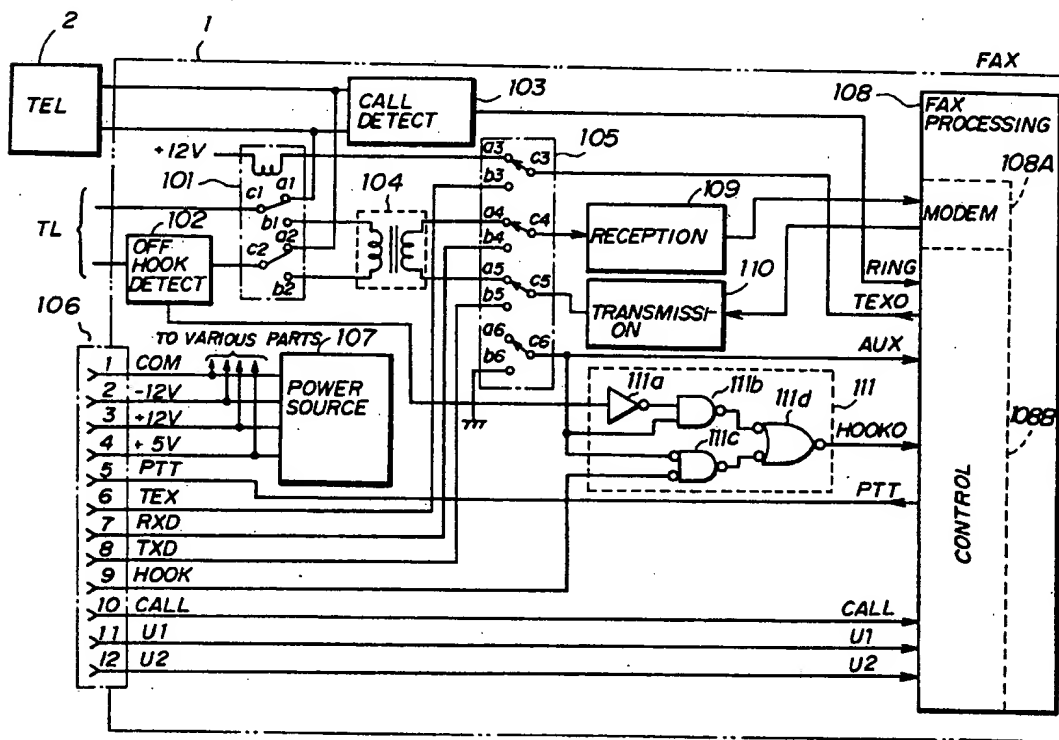 2
1
FAX
TEL
CALL DETECT
103
108
FAX PROCESSING
+12V
105
101
a1
c1
104
a3
c3
b3
109
108A
TL
102
b1
a2
c2
a4
c4
b4
RECEPTION
MODEM
OFF HOOK DETECT
b2
a5
c5
b5
110
RING
TRANSMISSI-ON
TEXO
106
TO VARIOUS PARTS
107
a6
c6
b6
AUX
1 COM
POWER SOURCE
111a
111b
111d
111
2 -12V
3 +12V
111c
HOOKO
108B
4 +5V
5 PTT
PTT
6 TEX
CONTROL
7 RXD
8 TXD
9 HOOK
10 CALL
CALL
11 U1
U1
12 U2
U2